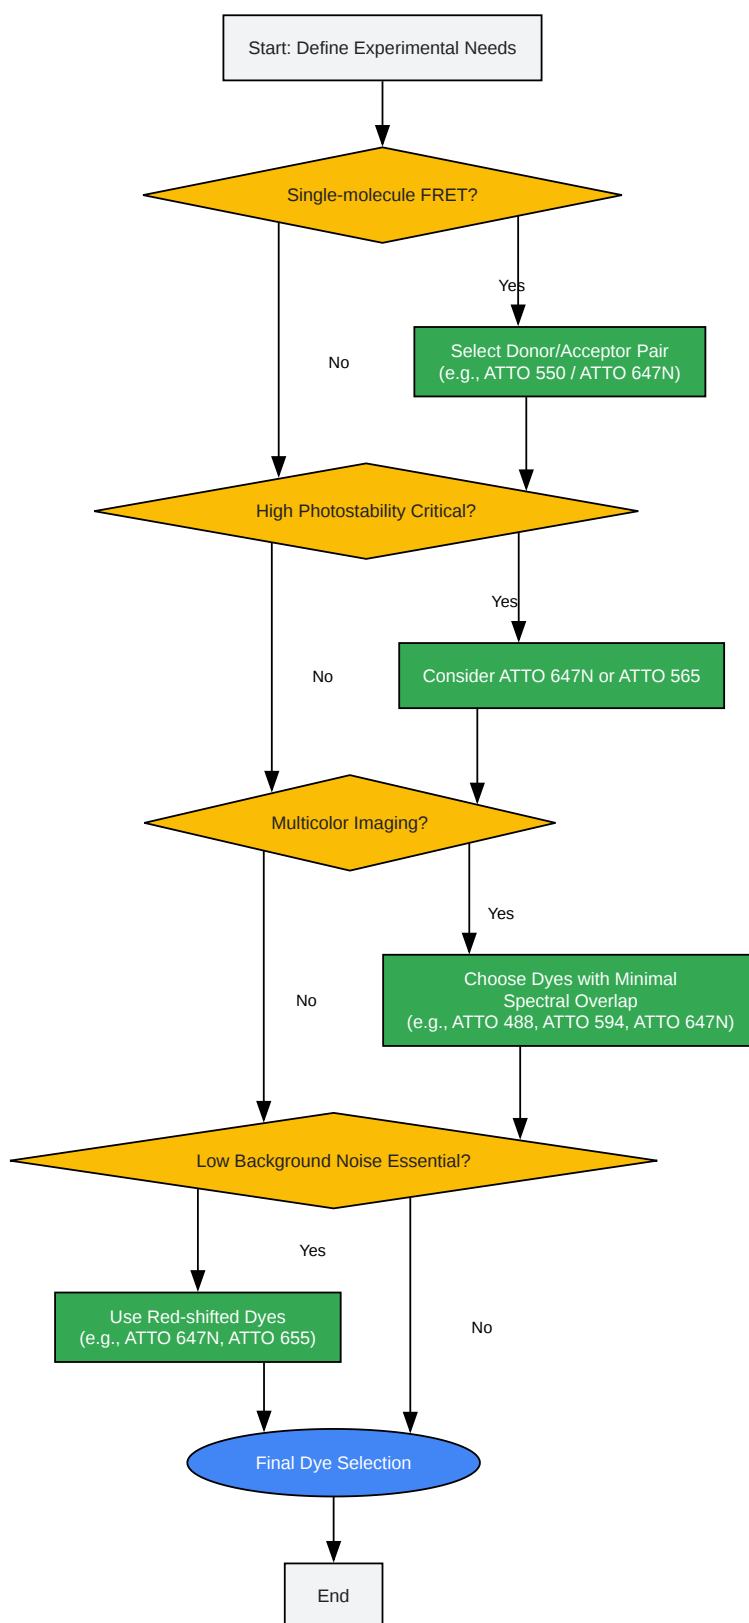 Start: Define Experimental Needs
Single-molecule FRET?
Yes
Select Donor/Acceptor Pair
(e.g., ATTO 550 / ATTO 647N)
No
High Photostability Critical?
Yes
Consider ATTO 647N or ATTO 565
No
Multicolor Imaging?
Yes
Choose Dyes with Minimal
Spectral Overlap
(e.g., ATTO 488, ATTO 594, ATTO 647N)
No
Low Background Noise Essential?
Yes
Use Red-shifted Dyes
(e.g., ATTO 647N, ATTO 655)
No
Final Dye Selection
End